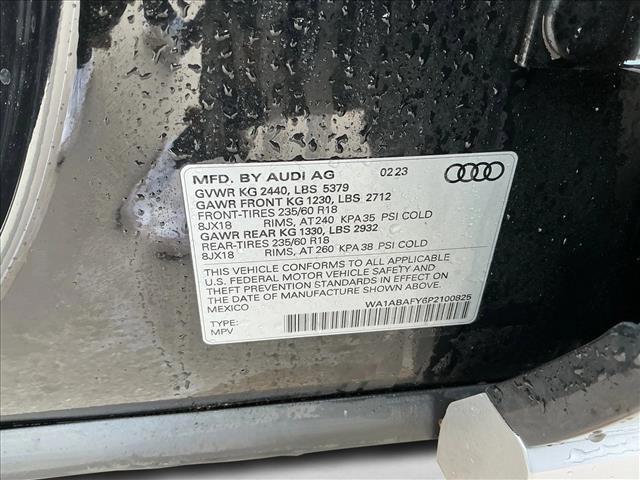 MFD. BY AUDI AG 02 23
GVWR KG 2440, LBS 5379
GAWR FRONT KG 1230, LBS 2712
FRONT-TIRES 235/60 R18
8JX18 RIMS, AT 240 KPA 35 PSI COLD
GAWR REAR KG 1330, LBS 2932
REAR-TIRES 235/60 R18
8JX18 RIMS, AT 260 KPA 38 PSI COLD
THIS VEHICLE CONFORMS TO ALL APPLICABLE
U.S. FEDERAL MOTOR VEHICLE SAFETY AND
THEFT PREVENTION STANDARDS IN EFFECT ON
THE DATE OF MANUFACTURE SHOWN ABOVE.
MEXICO WA1ABAFY6P2100825
TYPE:
MPV